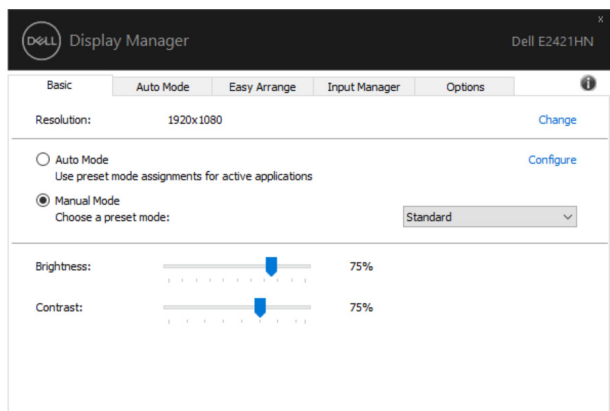 x
DELL Display Manager Dell E2421HN
Basic Auto Mode Easy Arrange Input Manager Options i
Resolution: 1920x1080 Change
Auto Mode Configure
Use preset mode assignments for active applications
Manual Mode
Choose a preset mode: Standard
Brightness: 75%
Contrast: 75%